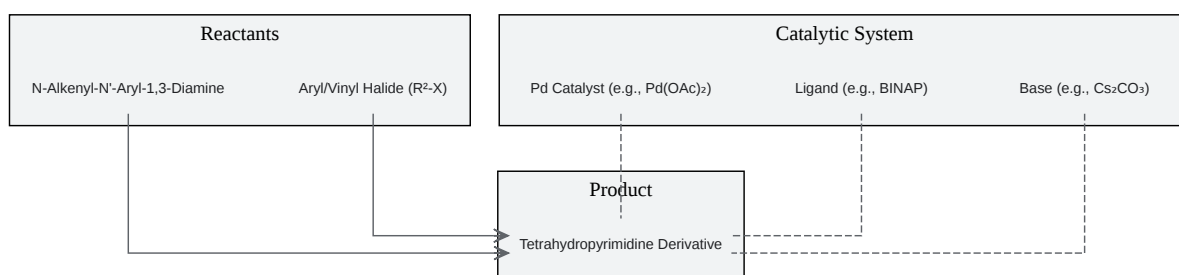 Reactants
N-Alkenyl-N'-Aryl-1,3-Diamine
Aryl/Vinyl Halide (R²-X)
Catalytic System
Pd Catalyst (e.g., Pd(OAc)₂)
Ligand (e.g., BINAP)
Base (e.g., Cs₂CO₃)
Product
Tetrahydropyrimidine Derivative